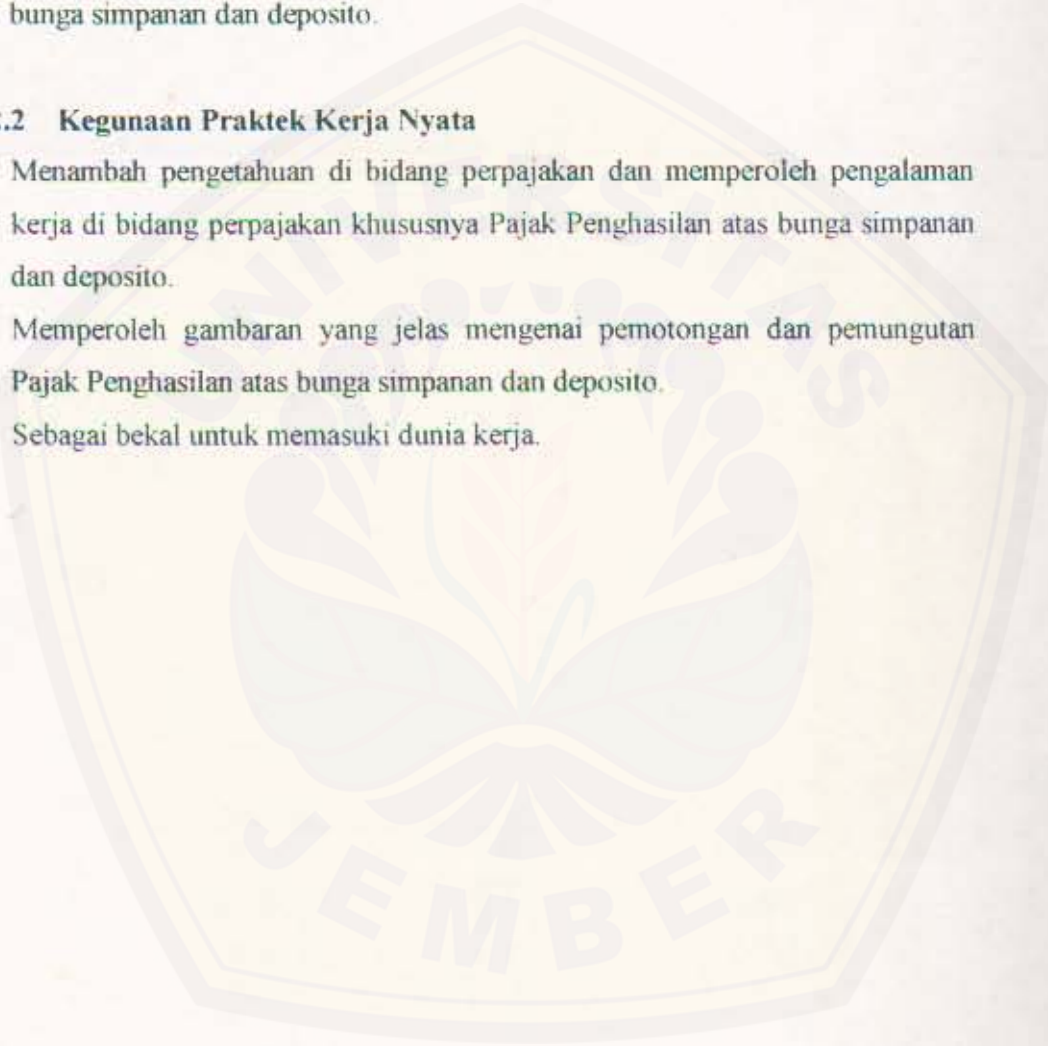 bunga simpanan dan deposito.
.2 Kegunaan Praktek Kerja Nyata
Menambah pengetahuan di bidang perpajakan dan memperoleh pengalaman
kerja di bidang perpajakan khususnya Pajak Penghasilan atas bunga simpanan
dan deposito.
Memperoleh gambaran yang jelas mengenai pemotongan dan pemungutan
Pajak Penghasilan atas bunga simpanan dan deposito.
Sebagai bekal untuk memasuki dunia kerja.
UNIVERSITAS
JEMBER